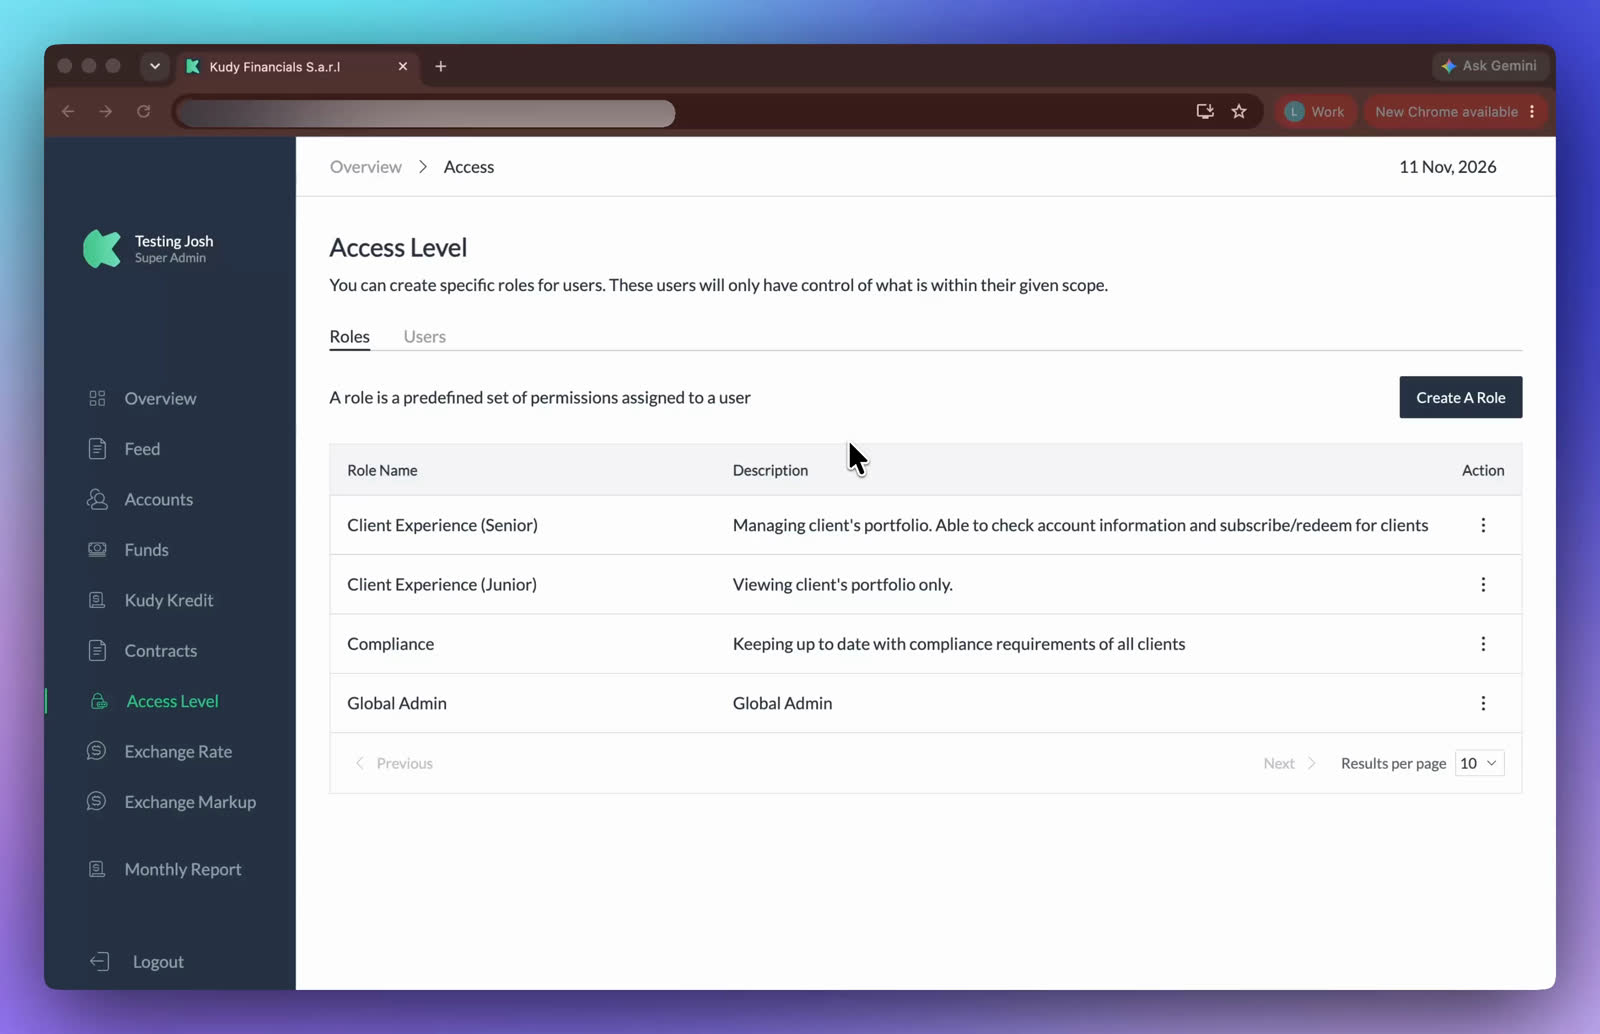 Kudy Financials S.a.r.l
Ask Gemini
L Work
New Chrome available
Testing Josh
Super Admin
Overview
Feed
Accounts
Funds
Kudy Kredit
Contracts
Access Level
Exchange Rate
Exchange Markup
Monthly Report
Logout
Overview > Access
11 Nov, 2026
Access Level
You can create specific roles for users. These users will only have control of what is within their given scope.
Roles Users
A role is a predefined set of permissions assigned to a user
Create A Role
Role Name Description Action
Client Experience (Senior) Managing client's portfolio. Able to check account information and subscribe/redeem for clients
Client Experience (Junior) Viewing client's portfolio only.
Compliance Keeping up to date with compliance requirements of all clients
Global Admin Global Admin
Previous Next Results per page 10